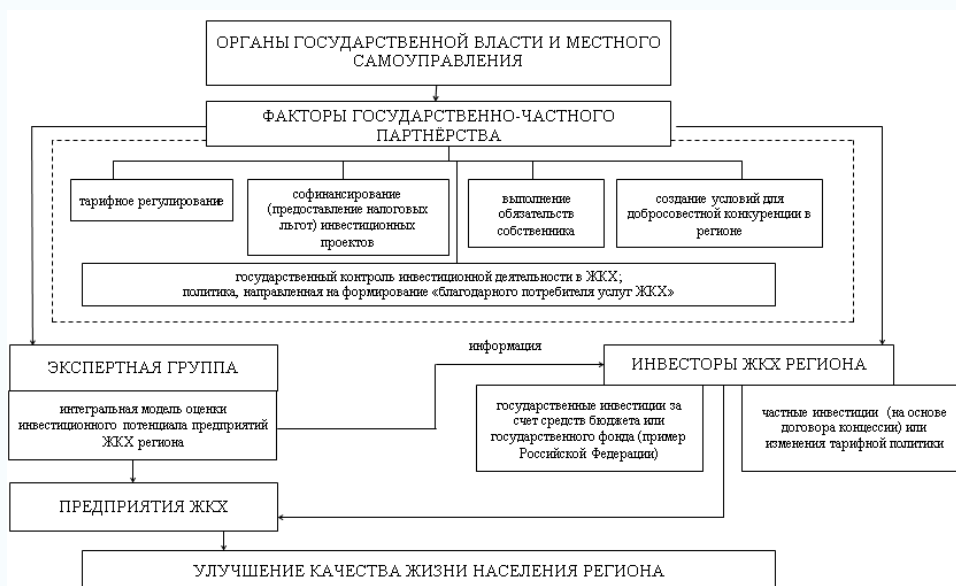 ОРГАНЫ ГОСУДАРСТВЕННОЙ ВЛАСТИ И МЕСТНОГО
САМОУПРАВЛЕНИЯ
ФАКТОРЫ ГОСУДАРСТВЕННО-ЧАСТНОГО
ПАРТНЁРСТВА
тарифное регулирование
софинансирование
(предоставление налоговых
льгот) инвестиционных
проектов
выполнение
обязательств
собственника
создание условий для
добросовестной конкуренции в
регионе
государственный контроль инвестиционной деятельности в ЖКХ;
политика, направленная на формирование «благодарного потребителя услуг ЖКХ»
ЭКСПЕРТНАЯ ГРУППА
интегральная модель оценки
инвестиционного потенциала предприятий
ЖКХ региона
информация
ИНВЕСТОРЫ ЖКХ РЕГИОНА
государственные инвестиции за
счет средств бюджета или
государственного фонда (пример
Российской Федерации)
частные инвестиции (на основе
договора концессии) или
изменения тарифной политики
ПРЕДПРИЯТИЯ ЖКХ
УЛУЧШЕНИЕ КАЧЕСТВА ЖИЗНИ НАСЕЛЕНИЯ РЕГИОНА